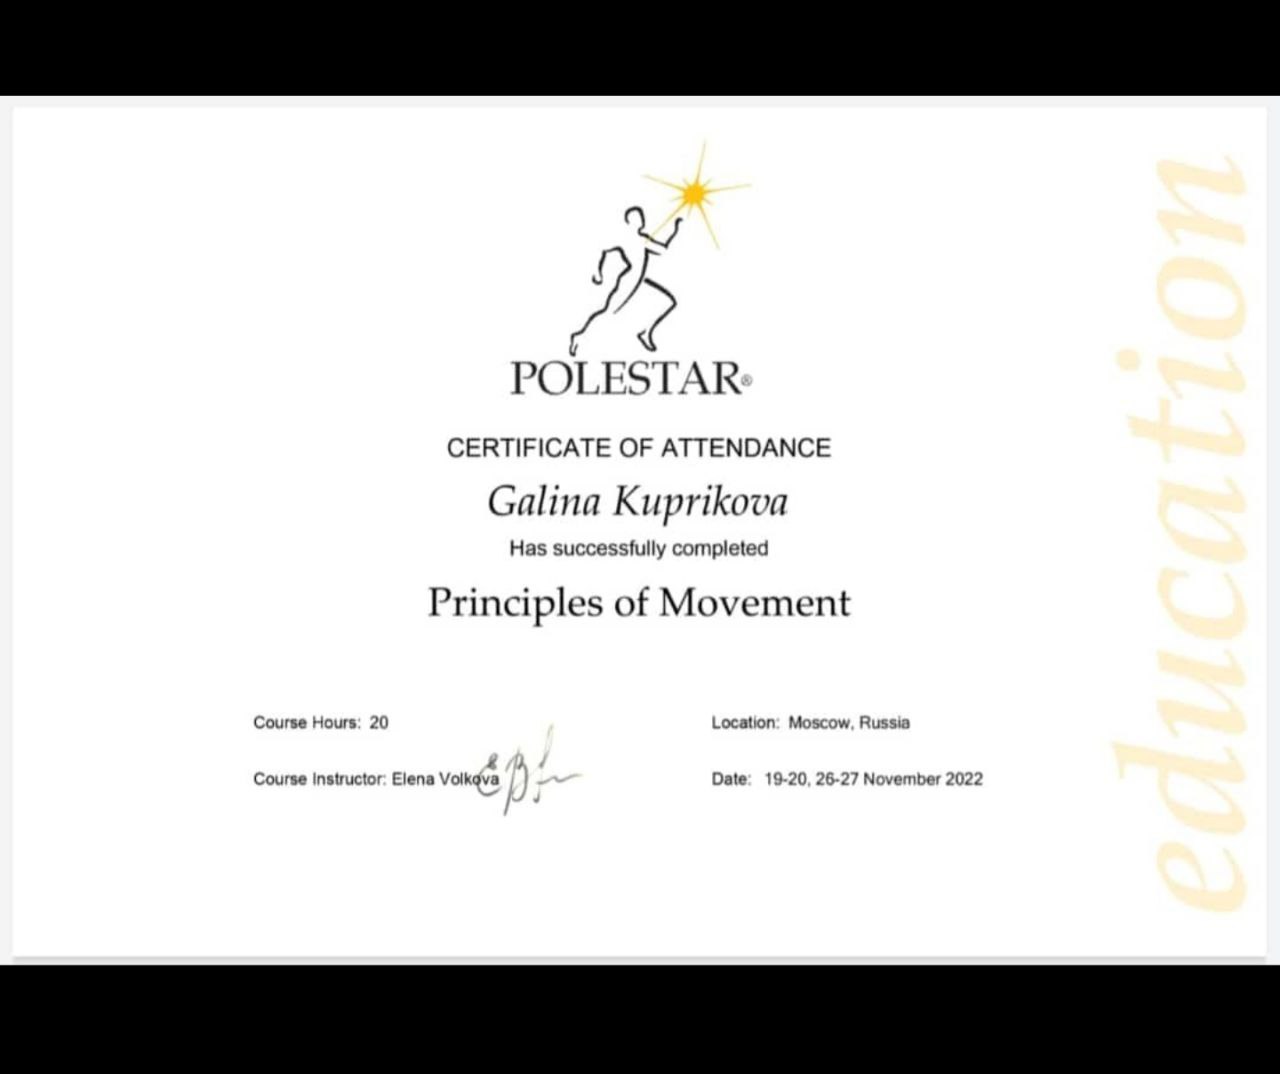 POLESTAR®
CERTIFICATE OF ATTENDANCE
Galina Kuprikova
Has successfully completed
Principles of Movement
Course Hours: 20
Location: Moscow, Russia
Course Instructor: Elena Volkova
Date: 19-20, 26-27 November 2022
education